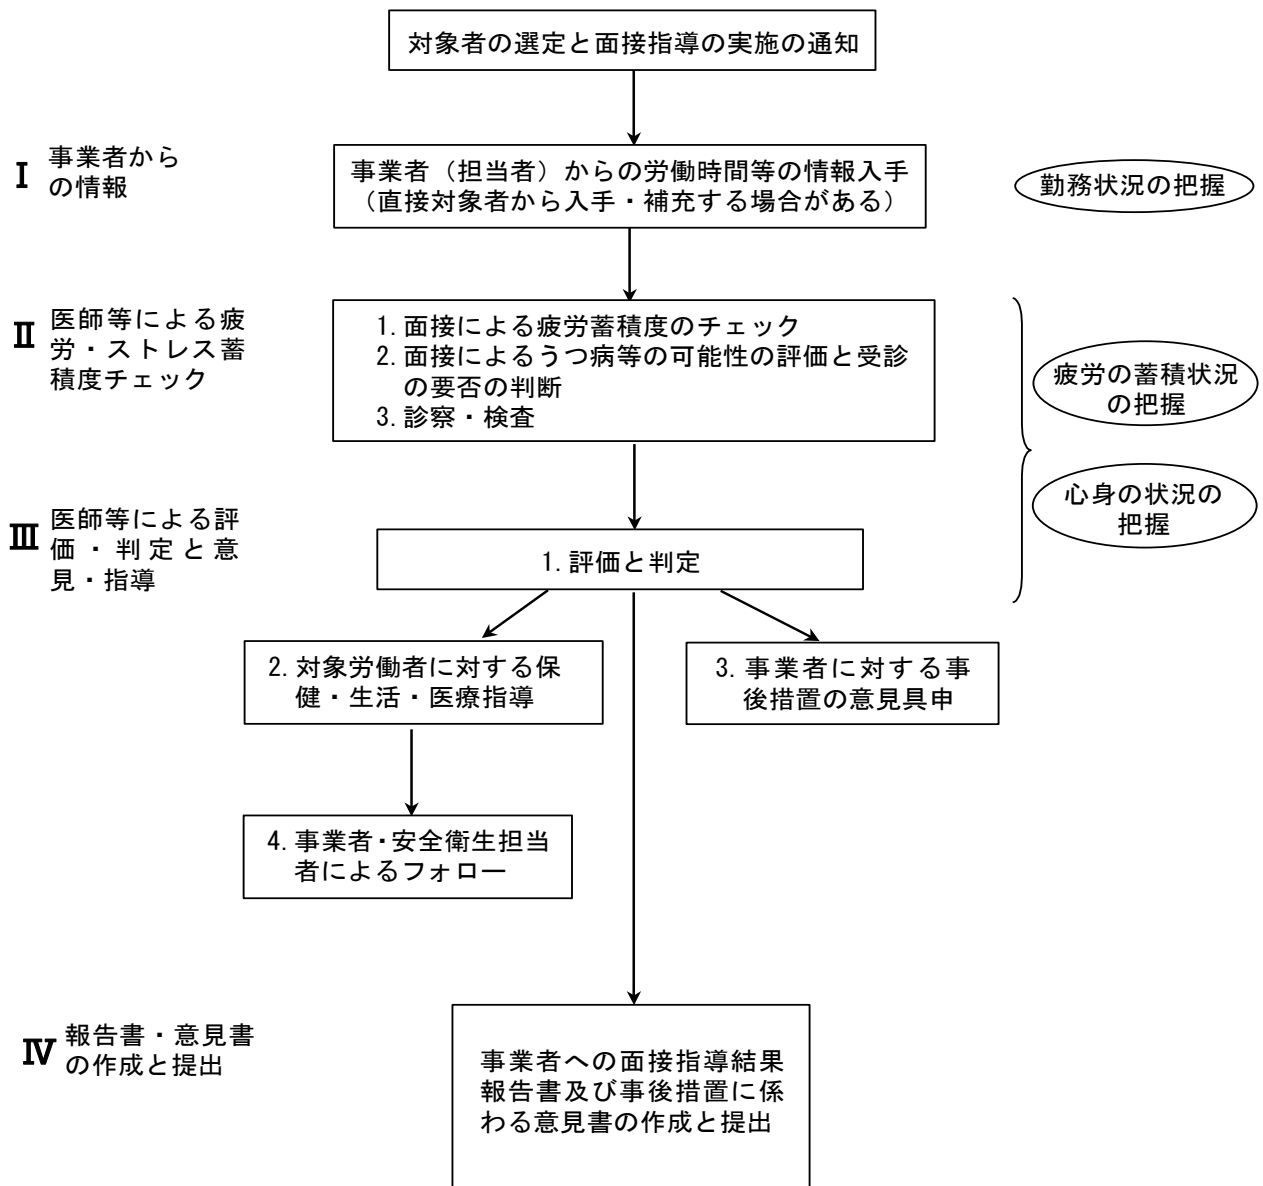 対象者の選定と面接指導の実施の通知
Ⅰ 事業者から
の情報
事業者（担当者）からの労働時間等の情報入手
（直接対象者から入手・補充する場合がある）
勤務状況の把握
Ⅱ 医師等による疲
労・ストレス蓄
積度チェック
1. 面接による疲労蓄積度のチェック
2. 面接によるうつ病等の可能性の評価と受診
の要否の判断
3. 診察・検査
疲労の蓄積状況
の把握
心身の状況の
把握
Ⅲ 医師等による評
価・判定と意
見・指導
1. 評価と判定
2. 対象労働者に対する保
健・生活・医療指導
3. 事業者に対する事
後措置の意見具申
4. 事業者・安全衛生担当
者によるフォロー
Ⅳ 報告書・意見書
の作成と提出
事業者への面接指導結果
報告書及び事後措置に係
わる意見書の作成と提出